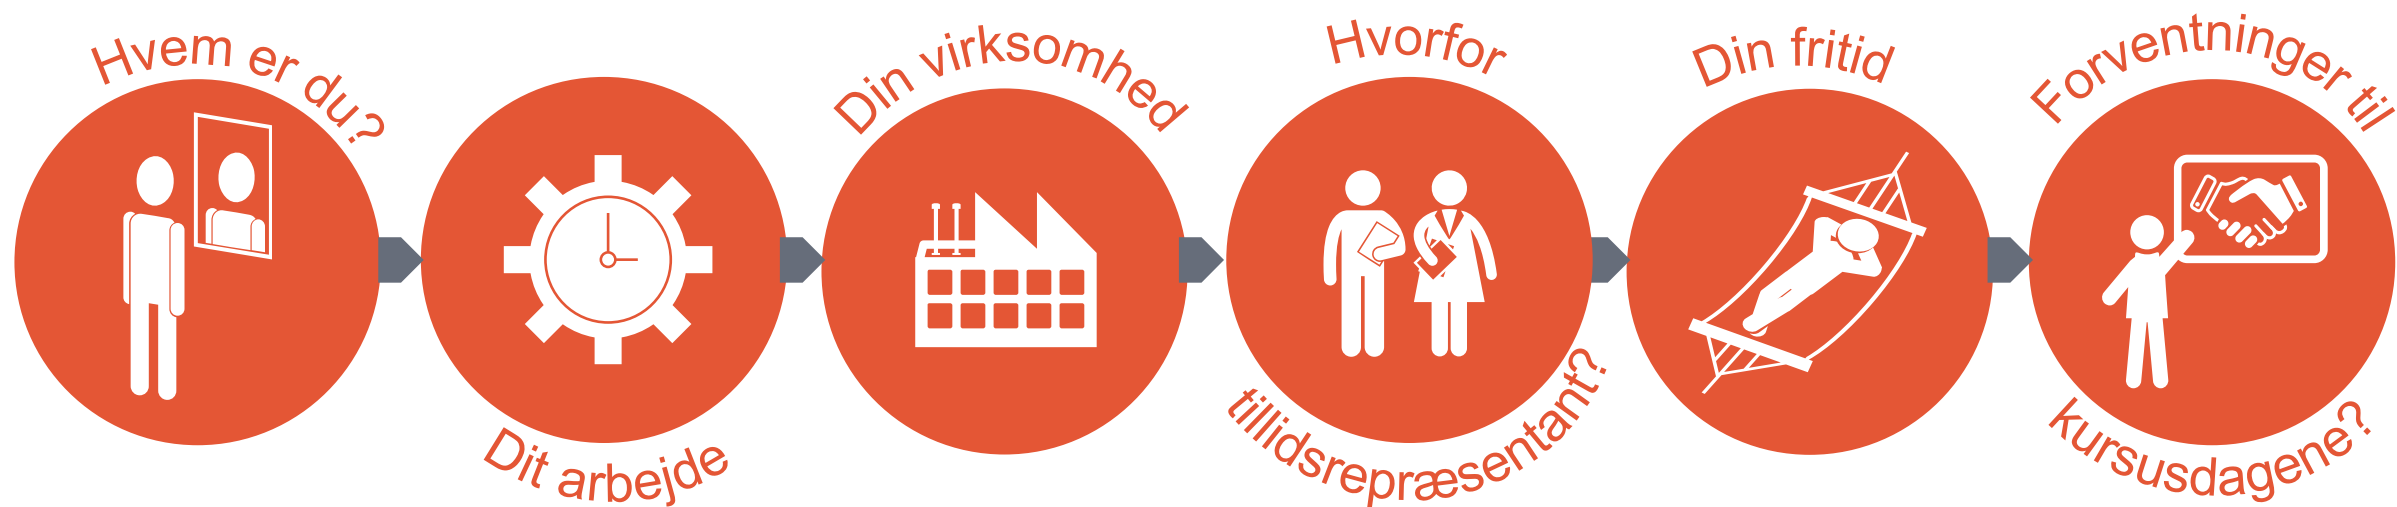 Hvem er du?
Dit arbejde
Din virksomhed
Hvorfor
tillidsrepræsentant?
Din fritid
Forventninger til
kursusdagene?